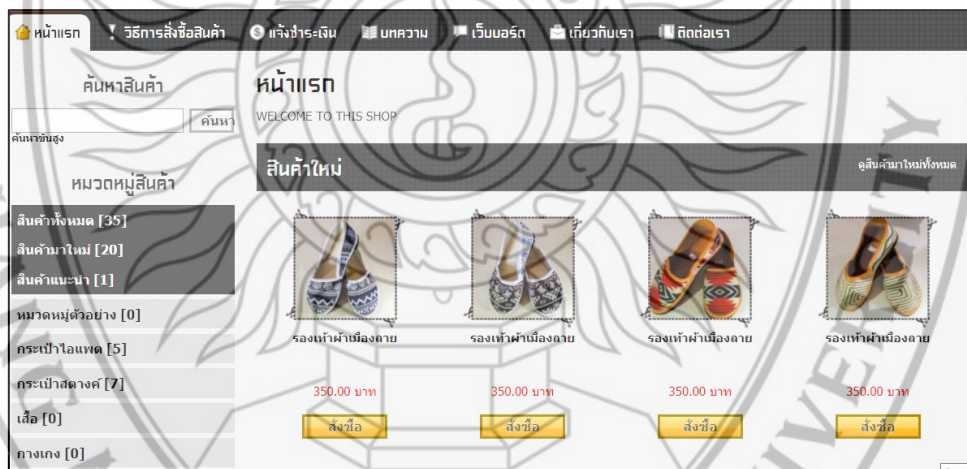 หน้าแรก วิธีการสั่งซื้อสินค้า แจ้งชำระเงิน บทความ เว็บบอร์ด เกี่ยวกับเรา ติดต่อเรา
ค้นหาสินค้า
ค้นหา
ค้นหาขั้นสูง
หมวดหมู่สินค้า
สินค้าทั้งหมด [35]
สินค้ามาใหม่ [20]
สินค้าแนะนำ [1]
หมวดหมู่ตัวอย่าง [0]
กระเป๋าไอแพด [5]
กระเป๋าสตางค์ [7]
เสื้อ [0]
กางเกง [0]
หน้าแรก
WELCOME TO THIS SHOP
สินค้าใหม่ ดูสินค้ามาใหม่ทั้งหมด
รองเท้าผ้าเมืองลาย รองเท้าผ้าเมืองลาย รองเท้าผ้าเมืองลาย รองเท้าผ้าเมืองลาย
350.00 บาท 350.00 บาท 350.00 บาท 350.00 บาท
สั่งซื้อ สั่งซื้อ สั่งซื้อ สั่งซื้อ